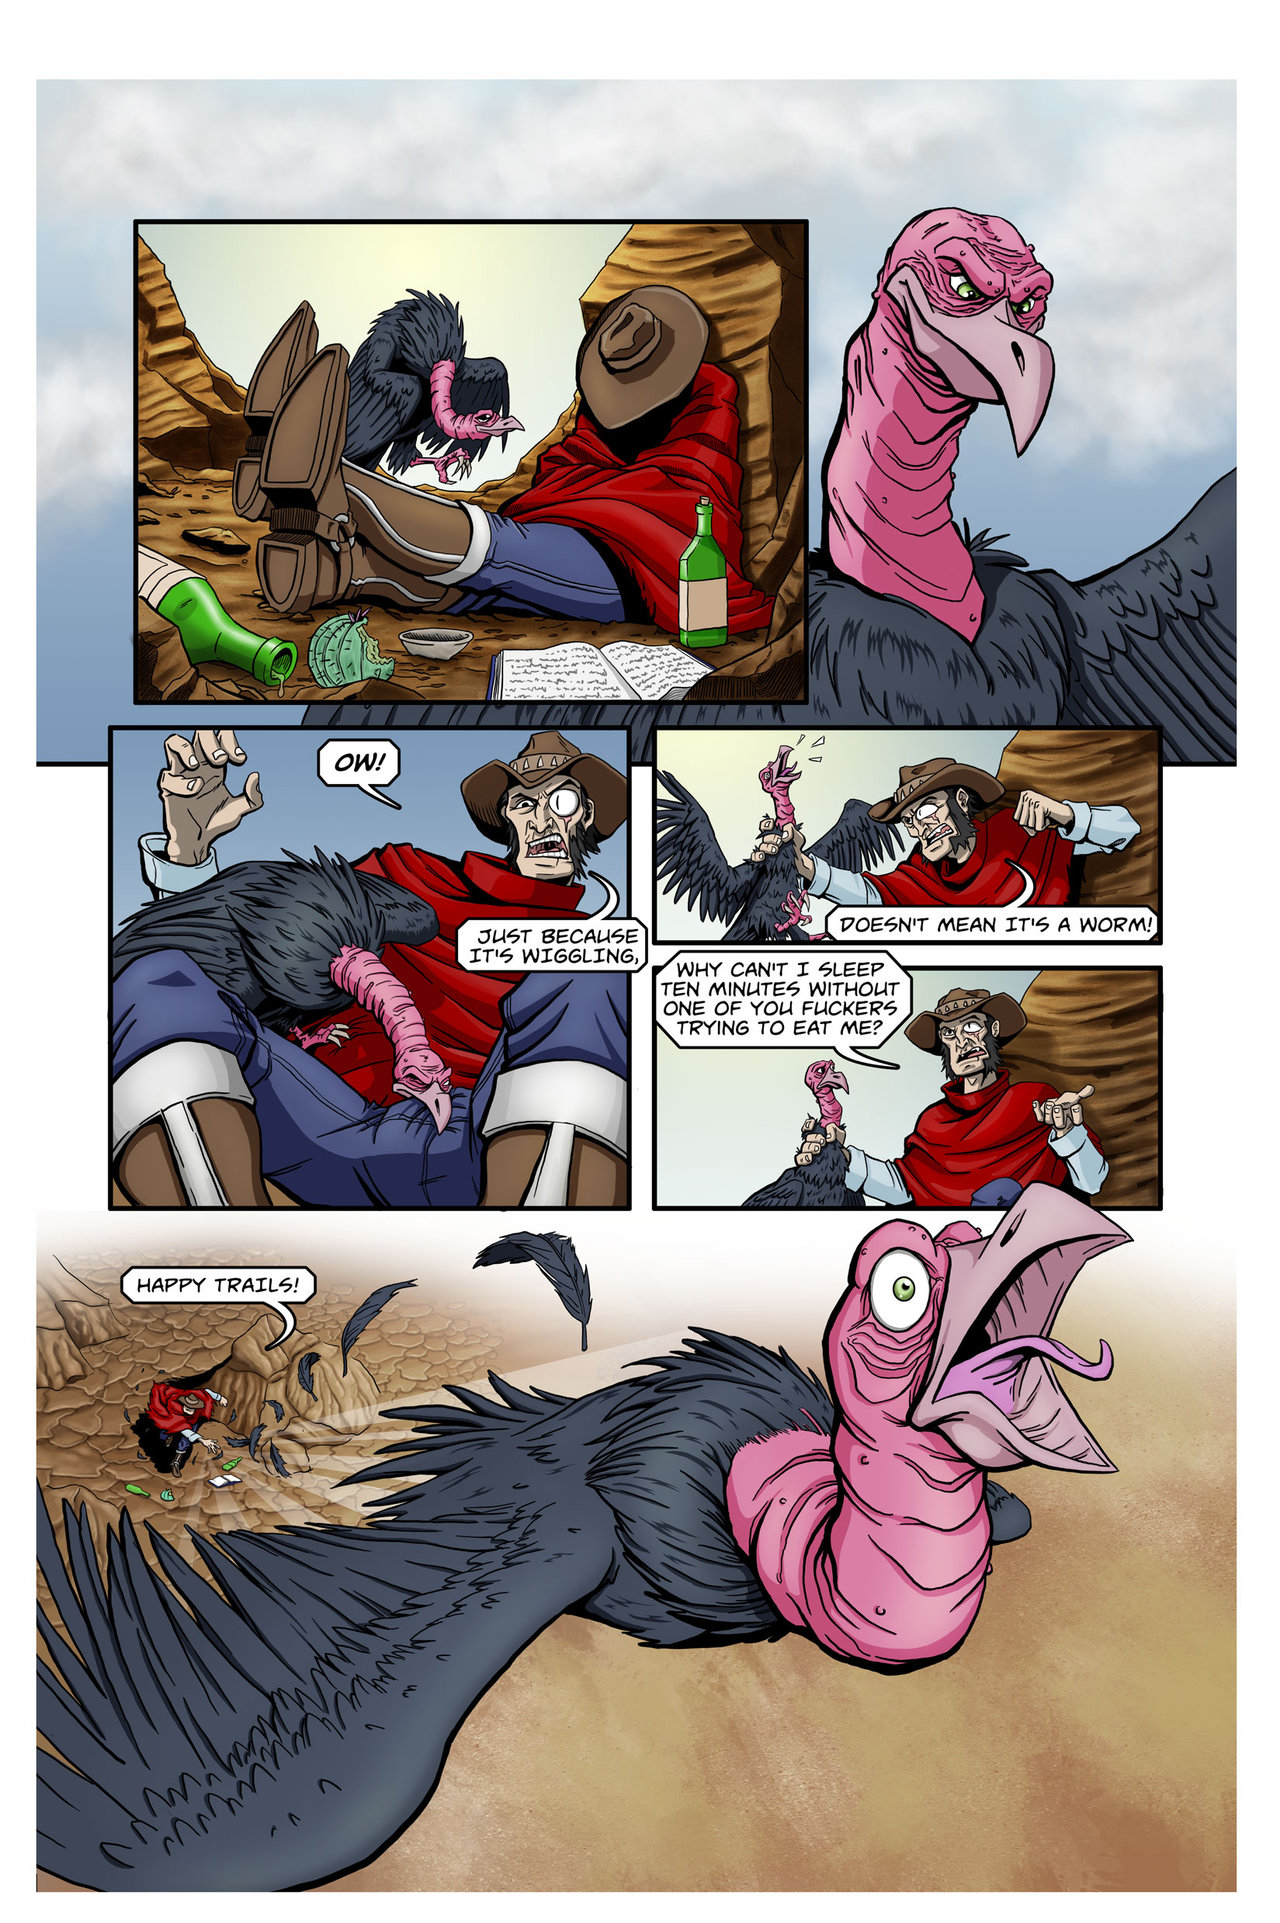 OW!
JUST BECAUSE
IT'S WIGGLING,
DOESN'T MEAN IT'S A WORM!
WHY CAN'T I SLEEP
TEN MINUTES WITHOUT
ONE OF YOU FUCKERS
TRYING TO EAT ME?
HAPPY TRAILS!